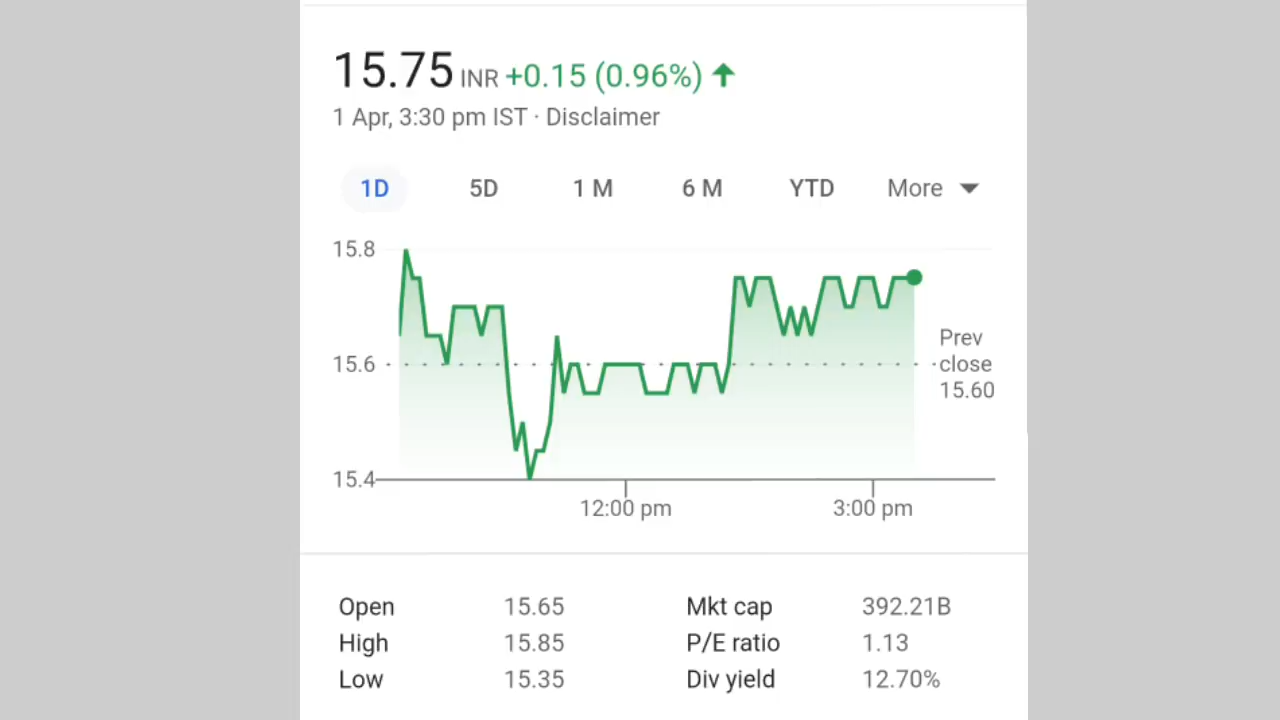 15.75 INR +0.15 (0.96%)
1 Apr, 3:30 pm IST · Disclaimer
1D 5D 1 M 6 M YTD More
15.8
15.6
15.4
Prev
close
15.60
12:00 pm 3:00 pm
Open 15.65 Mkt cap 392.21B
High 15.85 P/E ratio 1.13
Low 15.35 Div yield 12.70%